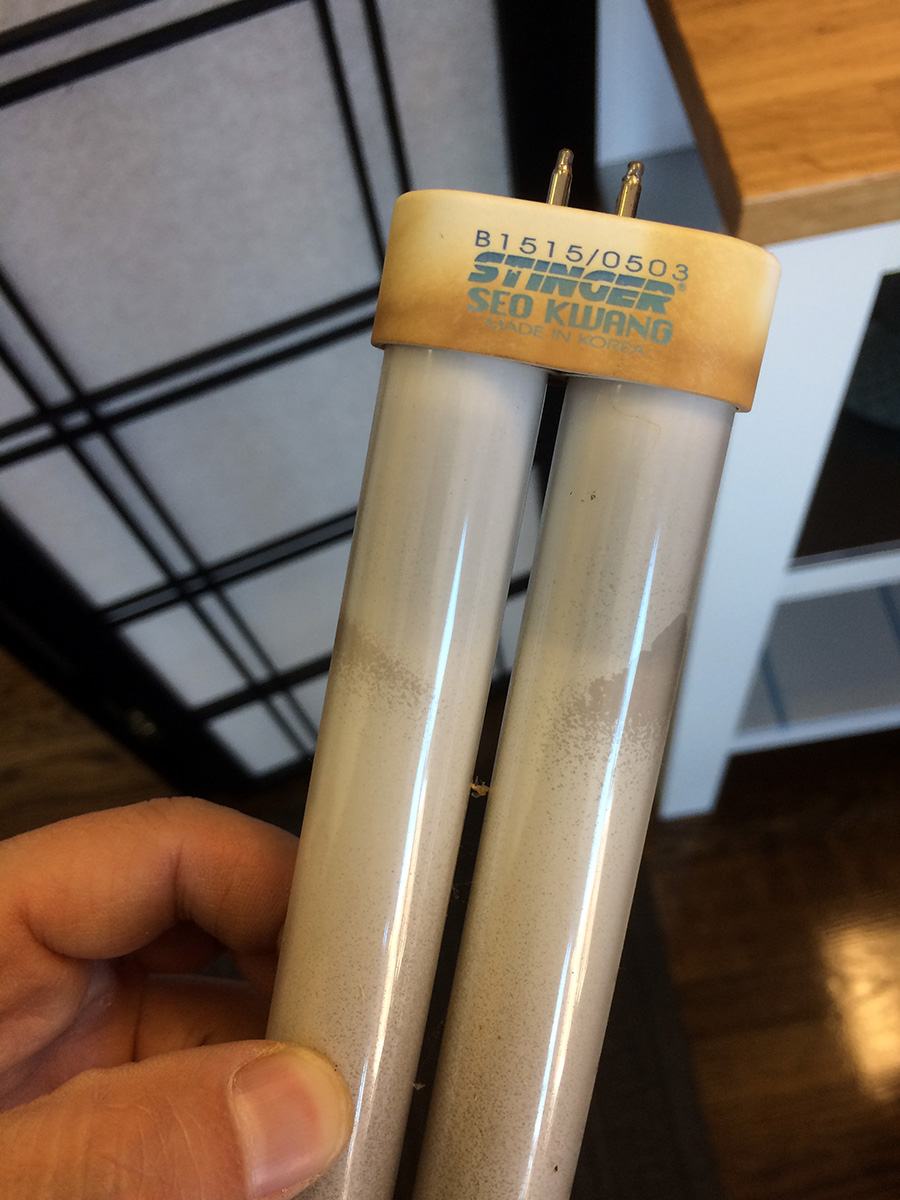 B1515/0503
STINGER®
SEO KWANG
MADE IN KOREA